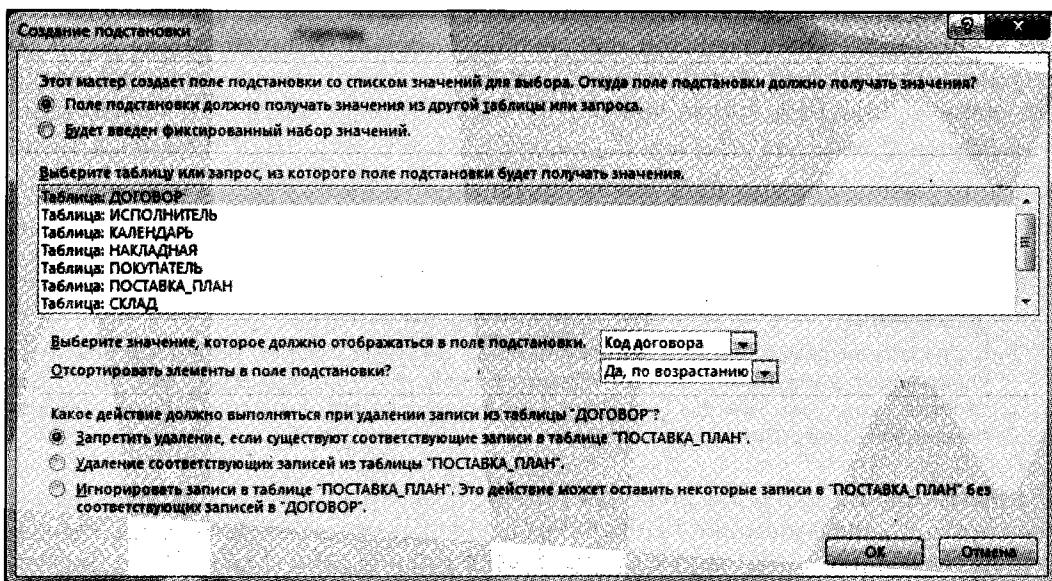 Создание подстановки
Этот мастер создает поле подстановки со списком значений для выбора. Откуда поле подстановки должно получать значения?
Поле подстановки должно получать значения из другой таблицы или запроса.
Будет введен фиксированный набор значений.
Выберите таблицу или запрос, из которого поле подстановки будет получать значения.
Таблица: ДОГОВОР
Таблица: ИСПОЛНИТЕЛЬ
Таблица: КАЛЕНДАРЬ
Таблица: НАКЛАДНАЯ
Таблица: ПОКУПАТЕЛЬ
Таблица: ПОСТАВКА_ПЛАН
Таблица: СКЛАД
Выберите значение, которое должно отображаться в поле подстановки. Код договора
Отсортировать элементы в поле подстановки? Да, по возрастанию
Какое действие должно выполняться при удалении записи из таблицы "ДОГОВОР"?
Запретить удаление, если существуют соответствующие записи в таблице "ПОСТАВКА_ПЛАН".
Удаление соответствующих записей из таблицы "ПОСТАВКА_ПЛАН".
Игнорировать записи в таблице "ПОСТАВКА_ПЛАН". Это действие может оставить некоторые записи в "ПОСТАВКА_ПЛАН" без
соответствующих записей в "ДОГОВОР".
ОК Отмена